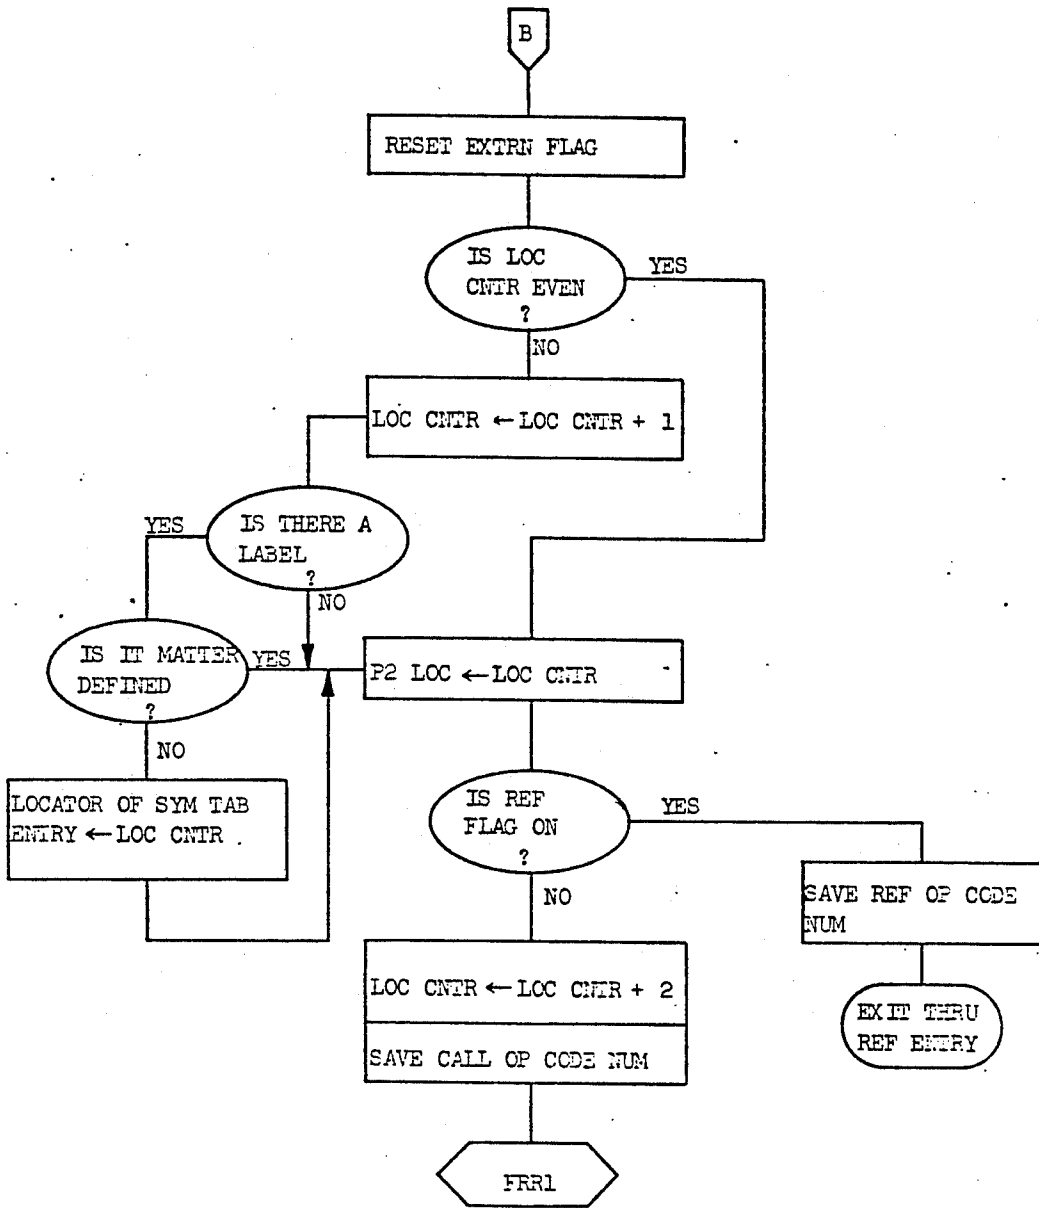 B
RESET EXTRN FLAG
IS LOC
CNTR EVEN
?
YES
NO
LOC CNTR ← LOC CNTR + 1
IS THERE A
LABEL
?
YES
NO
IS IT MATTER
DEFINED
?
YES
NO
LOCATOR OF SYM TAB
ENTRY ← LOC CNTR
P2 LOC ← LOC CNTR
IS REF
FLAG ON
?
YES
NO
SAVE REF OP CODE
NUM
EXIT THRU
REF ENTRY
LOC CNTR ← LOC CNTR + 2
SAVE CALL OP CODE NUM
FRR1